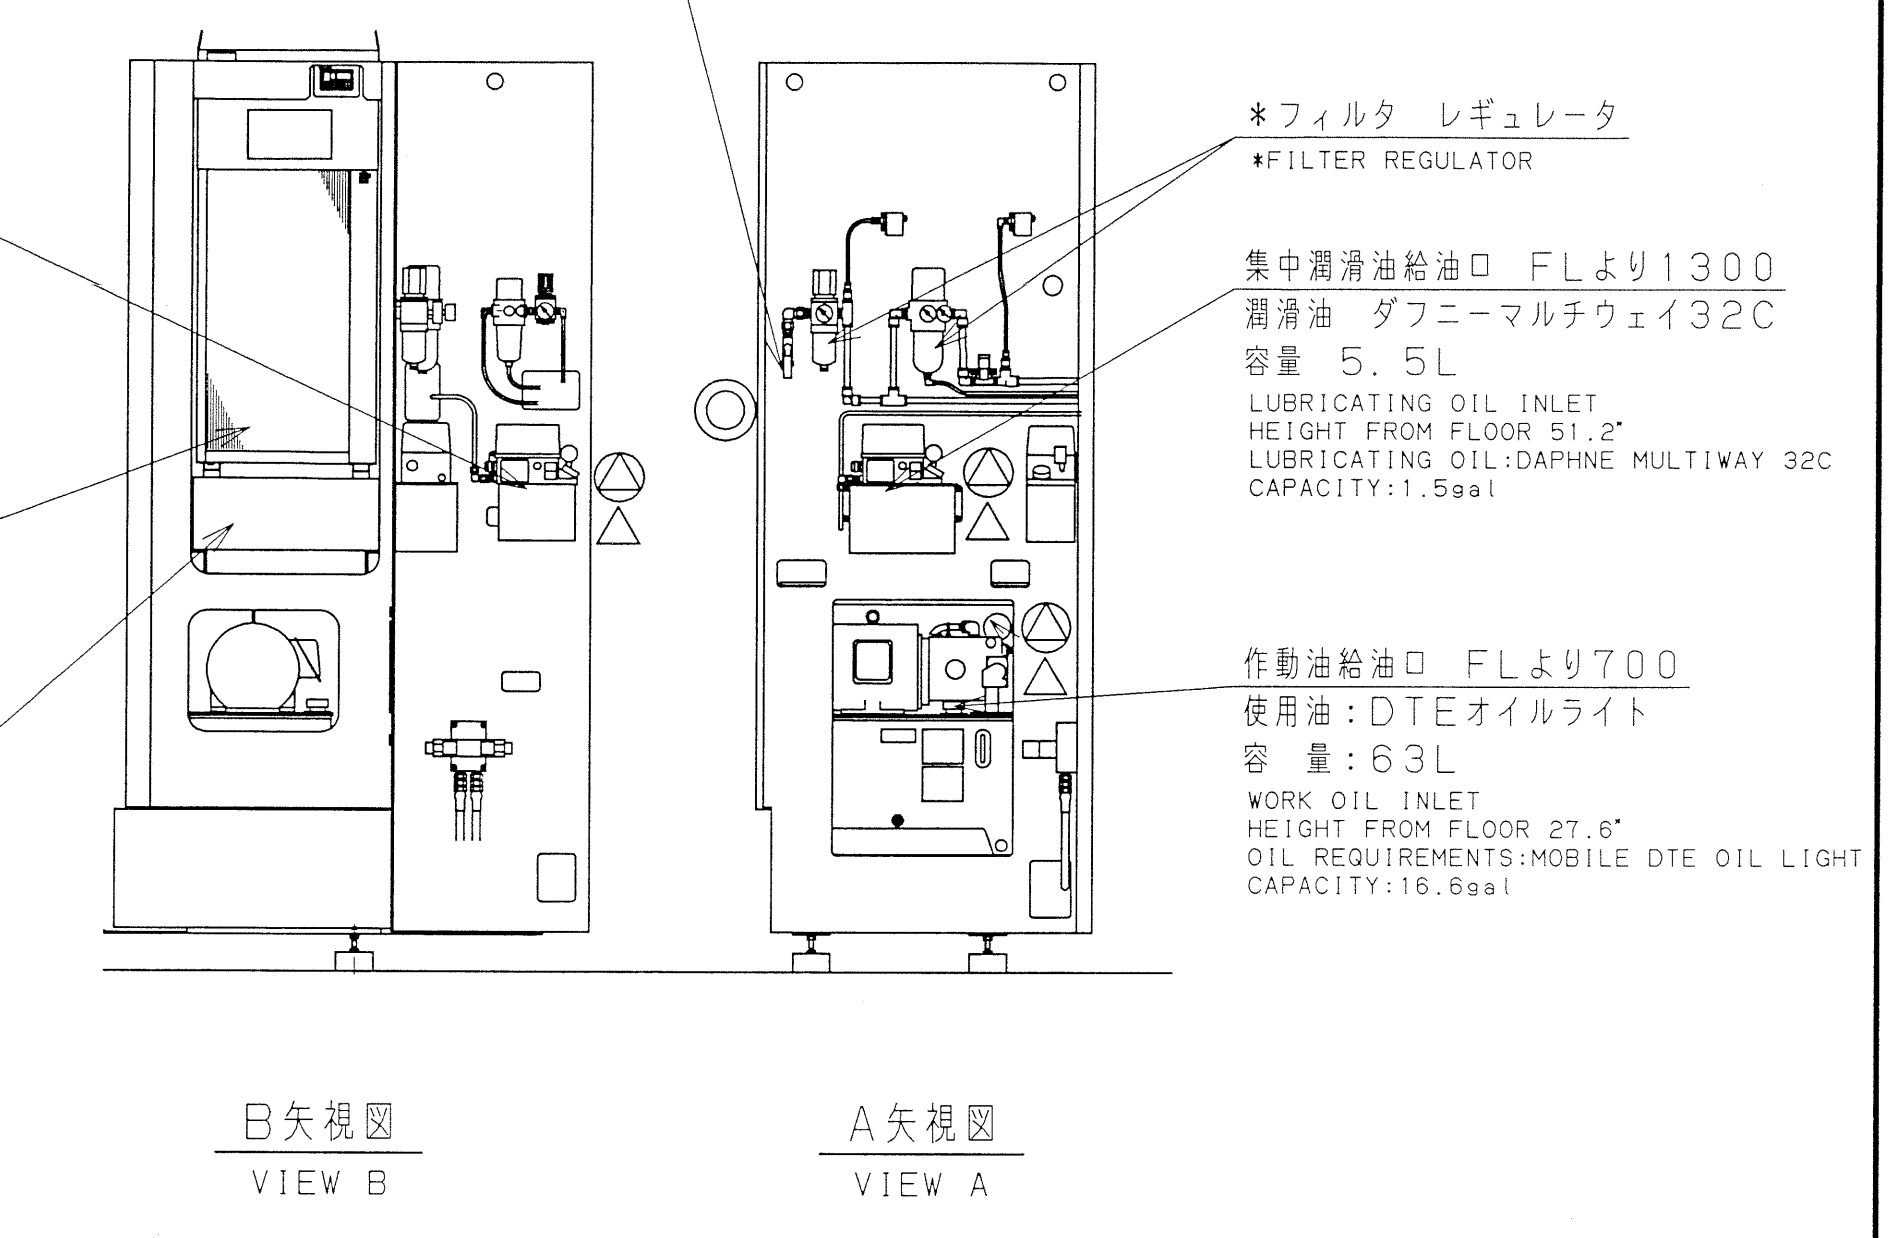 *フィルタ レギュレータ
*FILTER REGULATOR
集中潤滑油給油口 FLより1300
潤滑油 ダフニーマルチウェイ32C
容量 5.5L
LUBRICATING OIL INLET
HEIGHT FROM FLOOR 51.2"
LUBRICATING OIL:DAPHNE MULTIWAY 32C
CAPACITY:1.5gal
作動油給油口 FLより700
使用油:DTEオイルライト
容 量:63L
WORK OIL INLET
HEIGHT FROM FLOOR 27.6"
OIL REQUIREMENTS:MOBILE DTE OIL LIGHT
CAPACITY:16.6gal
B矢視図
VIEW B
A矢視図
VIEW A